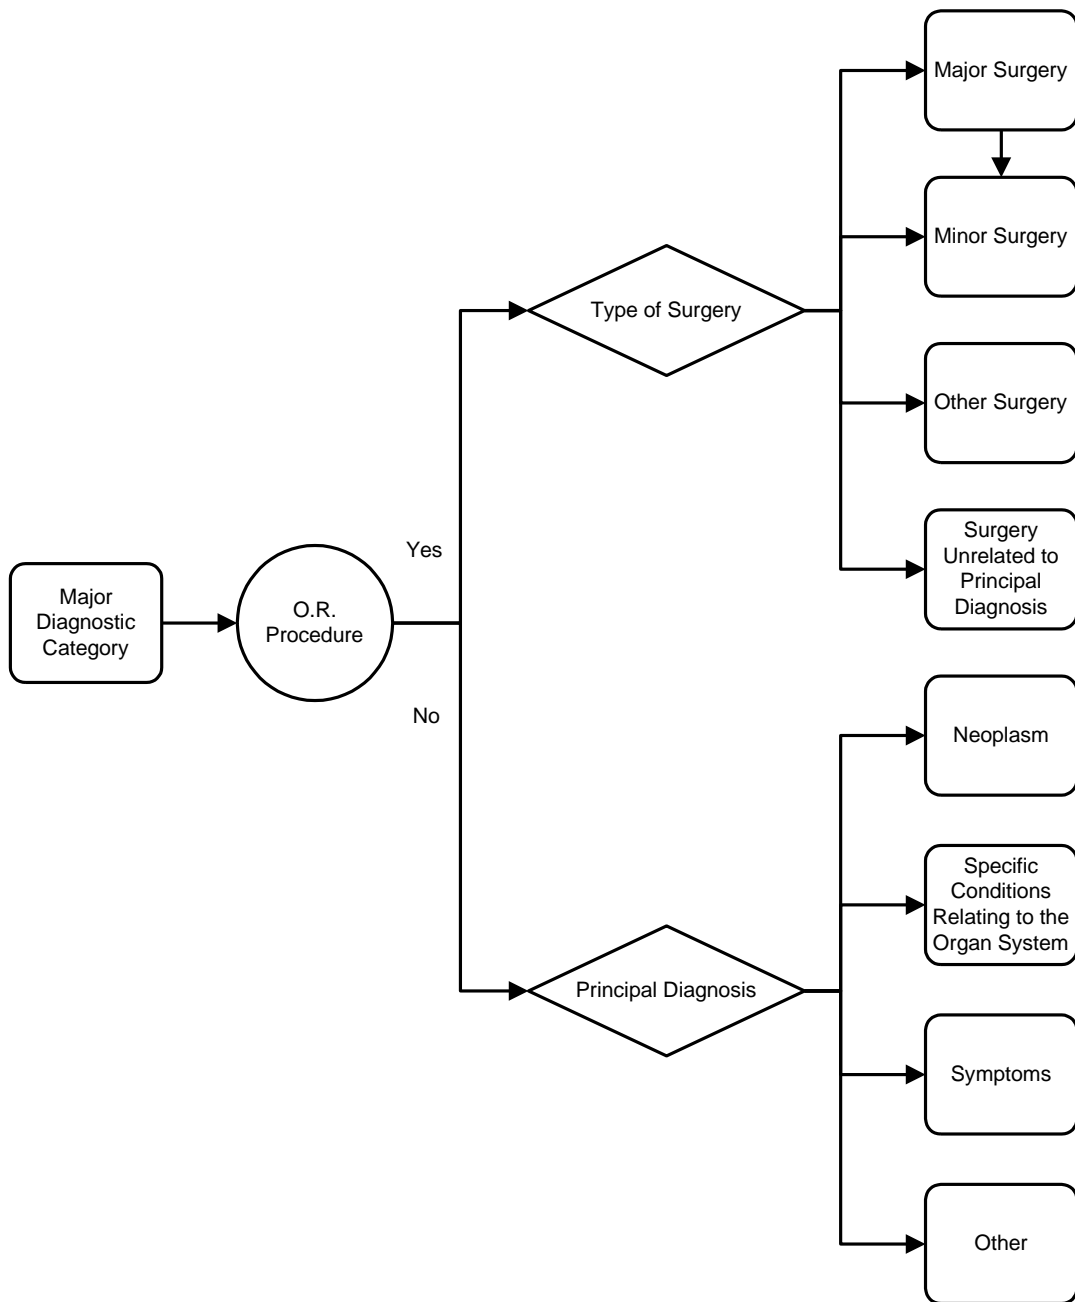 Major Surgery
Minor Surgery
Type of Surgery
Other Surgery
Surgery
Unrelated to
Principal
Diagnosis
Yes
Major
Diagnostic
Category
O.R.
Procedure
No
Neoplasm
Specific
Conditions
Relating to the
Organ System
Principal Diagnosis
Symptoms
Other